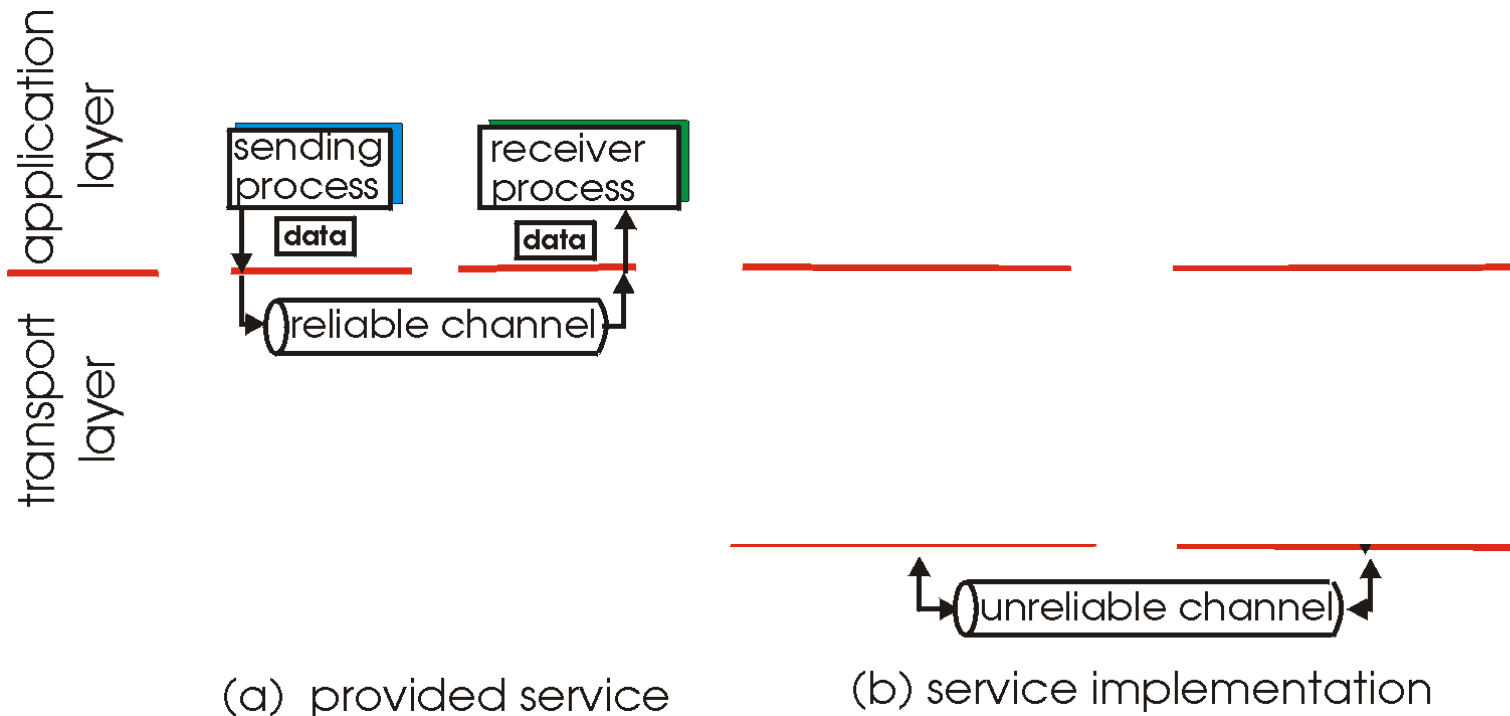 application
layer
transport
layer
sending
process
receiver
process
data
data
reliable channel
unreliable channel
(a) provided service
(b) service implementation